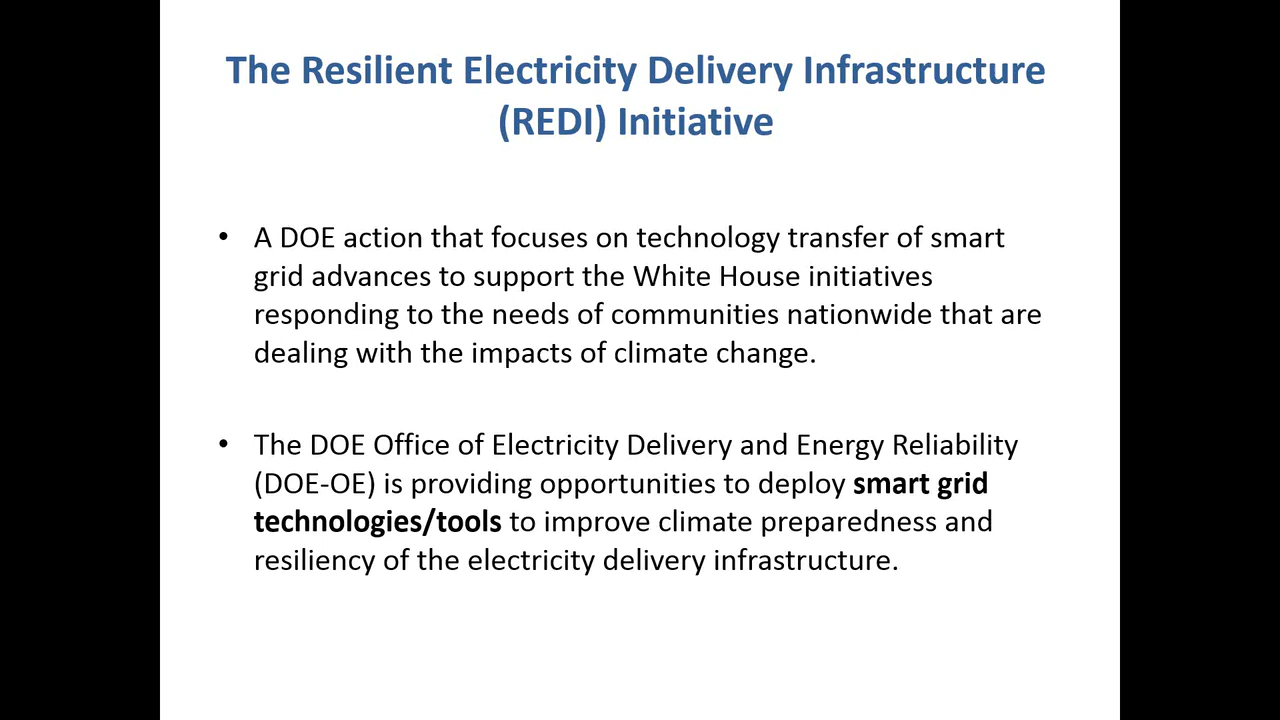 The Resilient Electricity Delivery Infrastructure
(REDI) Initiative
• A DOE action that focuses on technology transfer of smart
grid advances to support the White House initiatives
responding to the needs of communities nationwide that are
dealing with the impacts of climate change.
• The DOE Office of Electricity Delivery and Energy Reliability
(DOE-OE) is providing opportunities to deploy smart grid
technologies/tools to improve climate preparedness and
resiliency of the electricity delivery infrastructure.